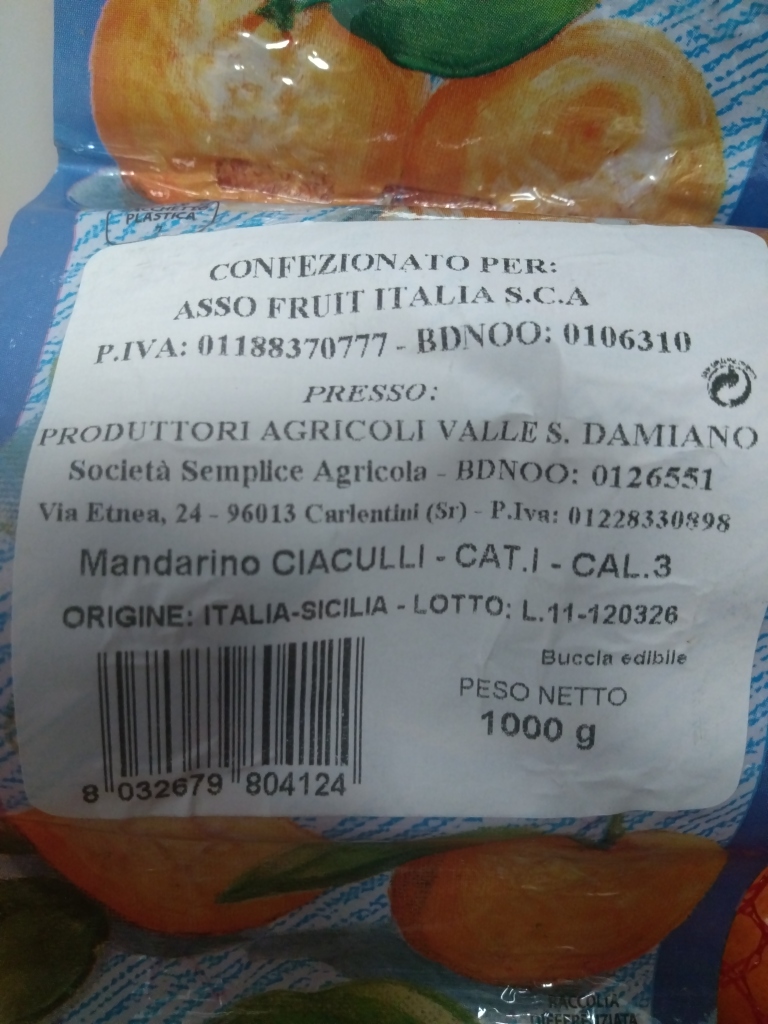 PLASTICA
CONFEZIONATO PER:
ASSO FRUIT ITALIA S.C.A
P.IVA: 01188370777 - BDNOO: 0106310
PRESSO:
PRODUTTORI AGRICOLI VALLE S. DAMIANO
Società Semplice Agricola - BDNOO: 0126551
Via Etnea, 24 - 96013 Carlentini (Sr) - P.Iva: 01228330898
Mandarino CIACULLI - CAT.I - CAL.3
ORIGINE: ITALIA-SICILIA - LOTTO: L.11-120326
Buccia edibile
PESO NETTO
1000 g
8 032679 804124
RACCOLTA
DIFFERENZIATA